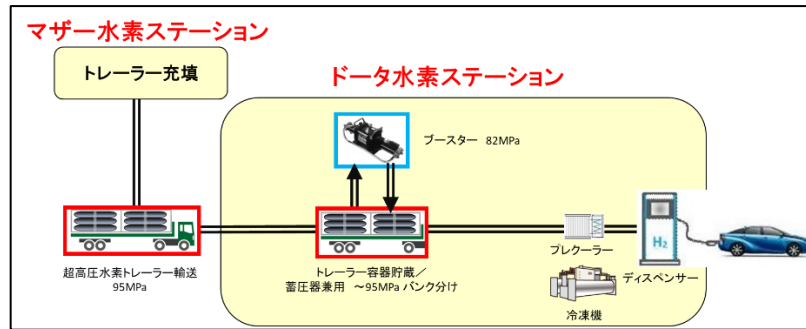 マザー水素ステーション
トレーラー充填
ドータ水素ステーション
ブースター 82MPa
超高圧水素トレーラー輸送
95MPa
トレーラー容器貯蔵／
蓄圧器兼用 ～95MPa バンク分け
プレクーラー
冷凍機
H2
ディスペンサー